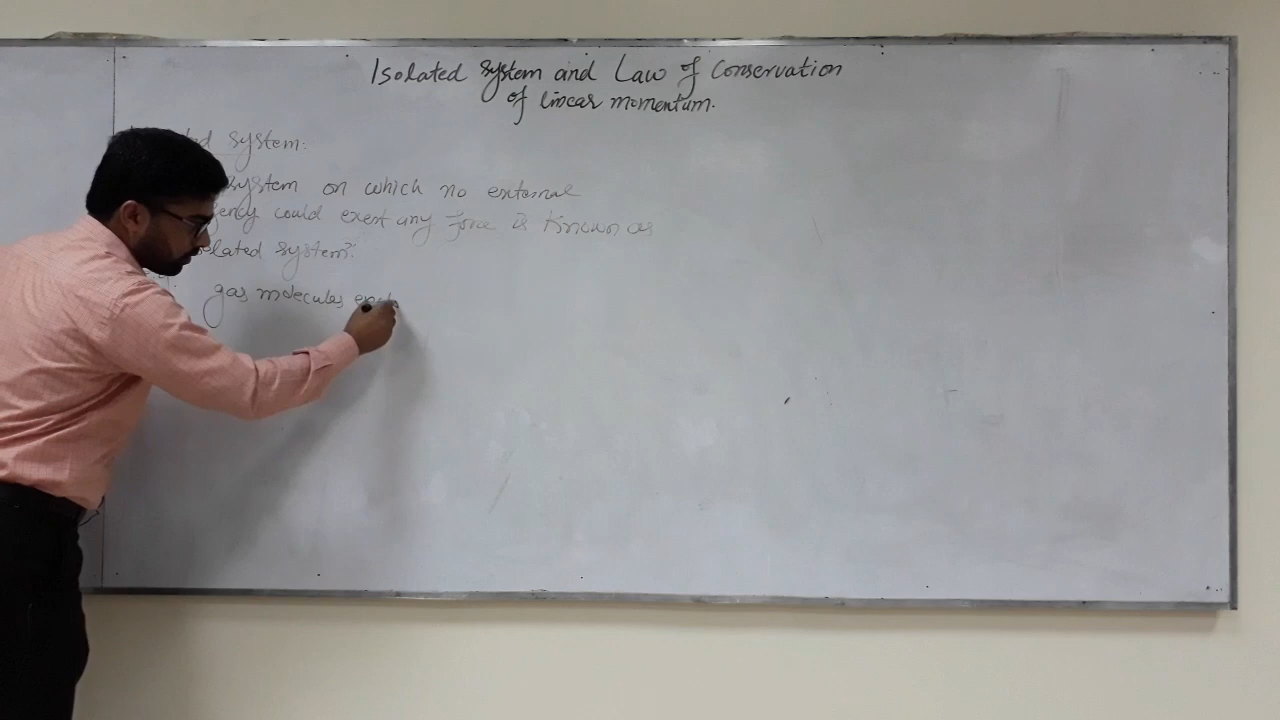 Isolated system and Law of Conservation
of linear momentum.
system:
system on which no external
could exert any force is known as
system":
gas molecules